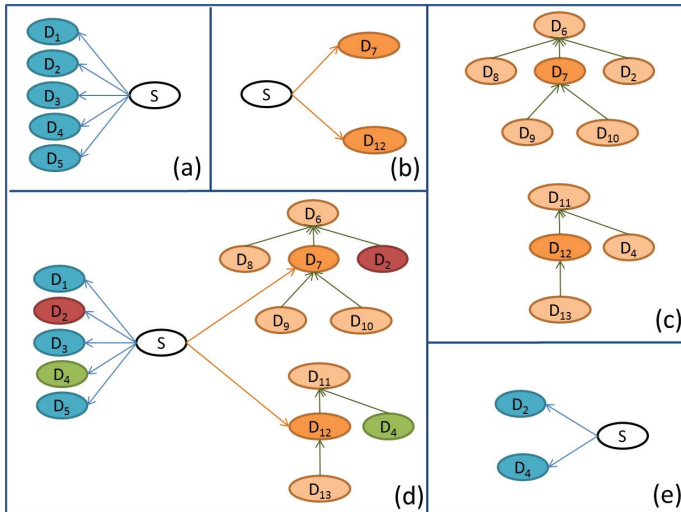 D1
D2
D3
D4
D5
S
(a)
D7
S
D12
(b)
D6
D8 D7 D2
D9 D10
D11
D12 D4
D13
(c)
D1
D2
D3
D4
D5
S
D6
D8 D7 D2
D9 D10
D11
D12 D4
D13
(d)
D2
S
D4
(e)